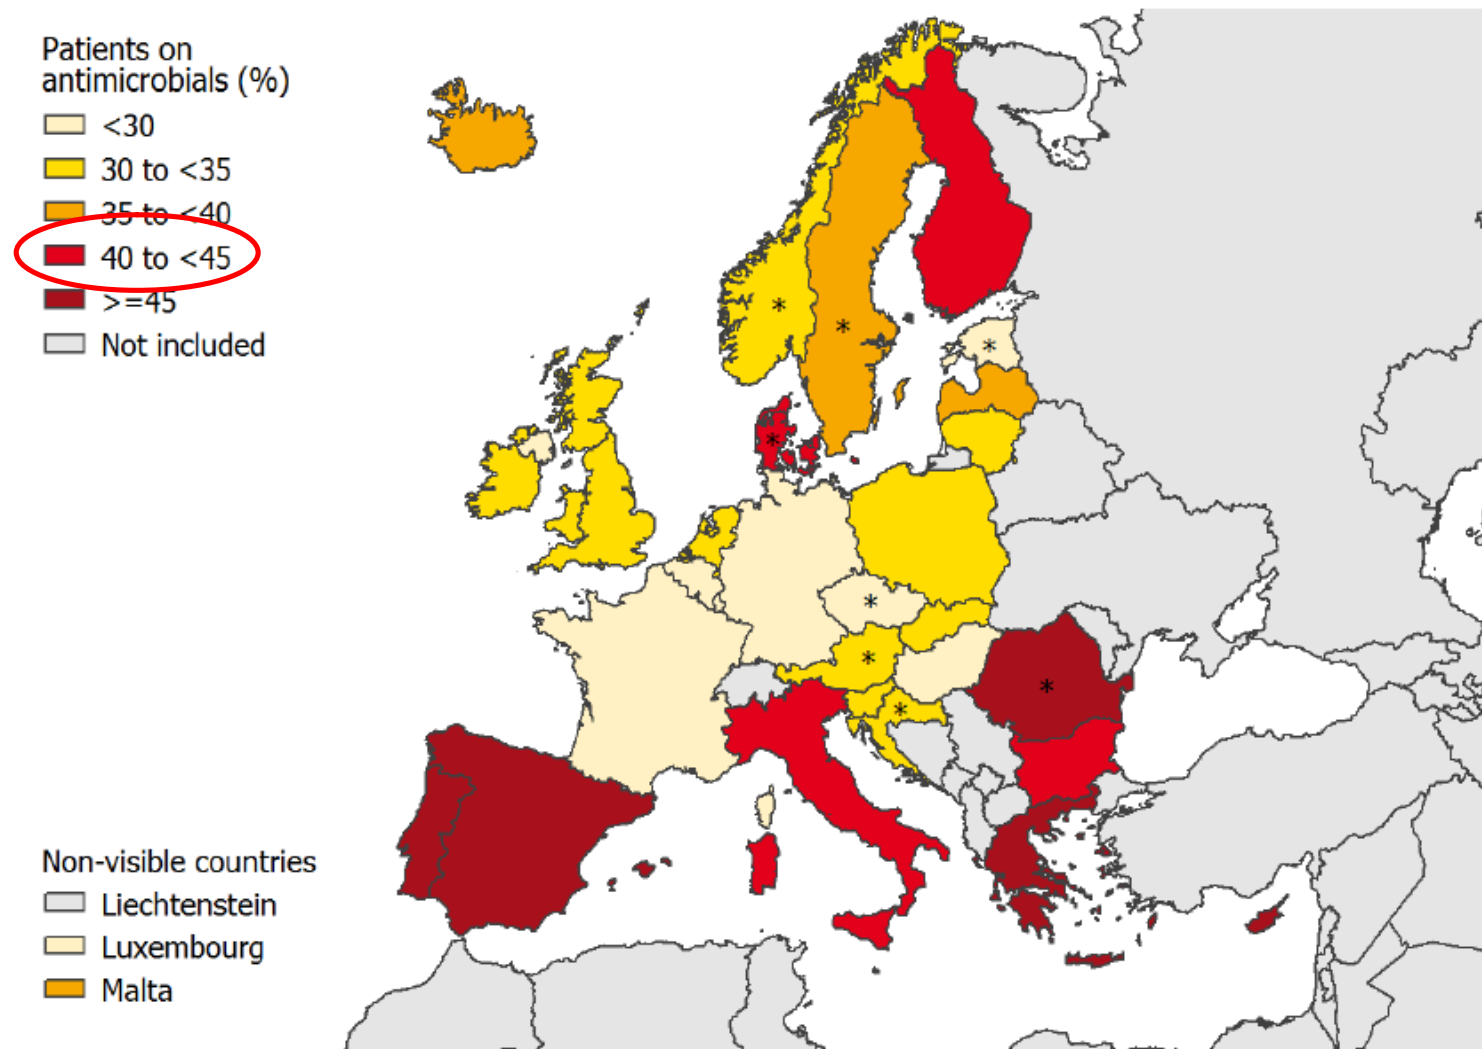 Patients on
antimicrobials (%)
<30
30 to <35
35 to <40
40 to <45
>=45
Not included
*
*
*
*
*
*
*
*
Non-visible countries
Liechtenstein
Luxembourg
Malta